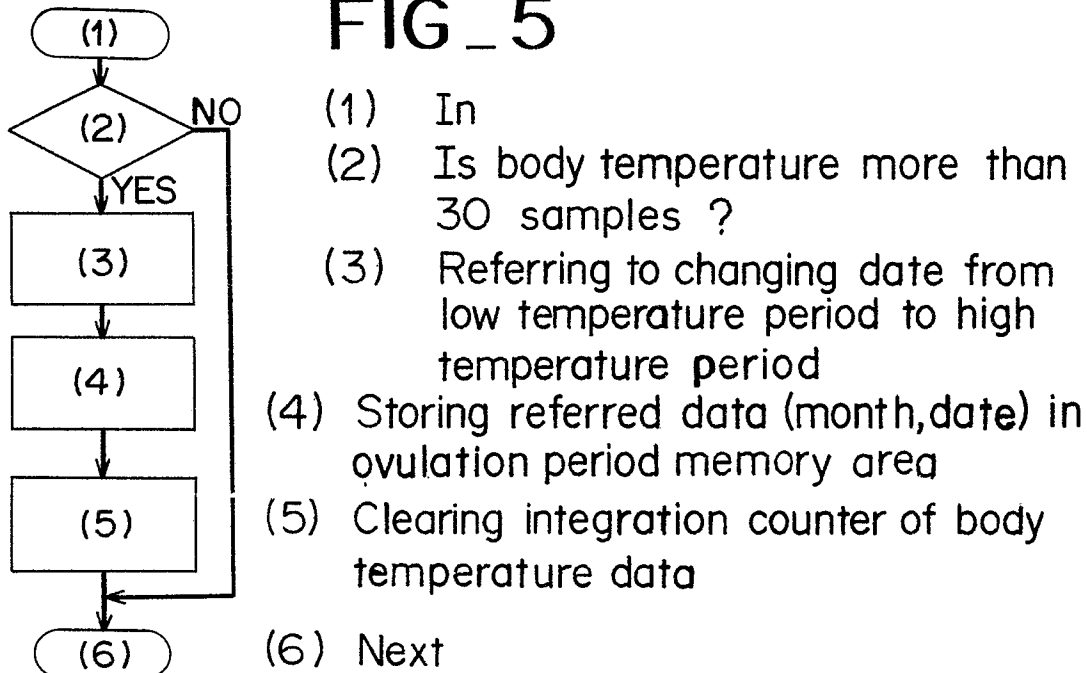 FIG_5
(1)
(2)
NO
YES
(3)
(4)
(5)
(6)
(1) In
(2) Is body temperature more than
30 samples ?
(3) Referring to changing date from
low temperature period to high
temperature period
(4) Storing referred data (month,date) in
ovulation period memory area
(5) Clearing integration counter of body
temperature data
(6) Next